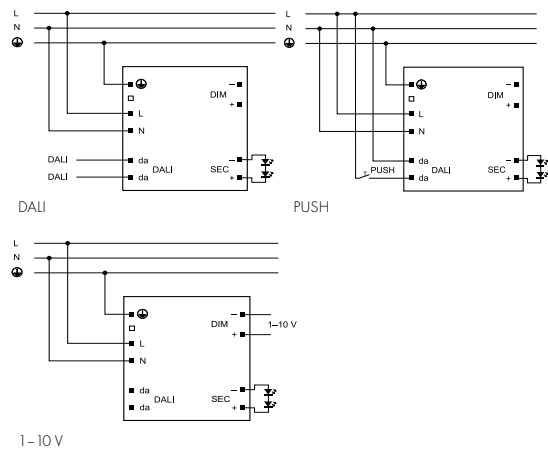 L
N
DIM
−
+
L
N
DALI
DALI
da
da
DALI
SEC
−
+
DALI
L
N
DIM
−
+
L
N
da
da
PUSH
DALI
SEC
−
+
PUSH
L
N
DIM
−
+
1–10 V
L
N
da
da
DALI
SEC
−
+
1–10 V